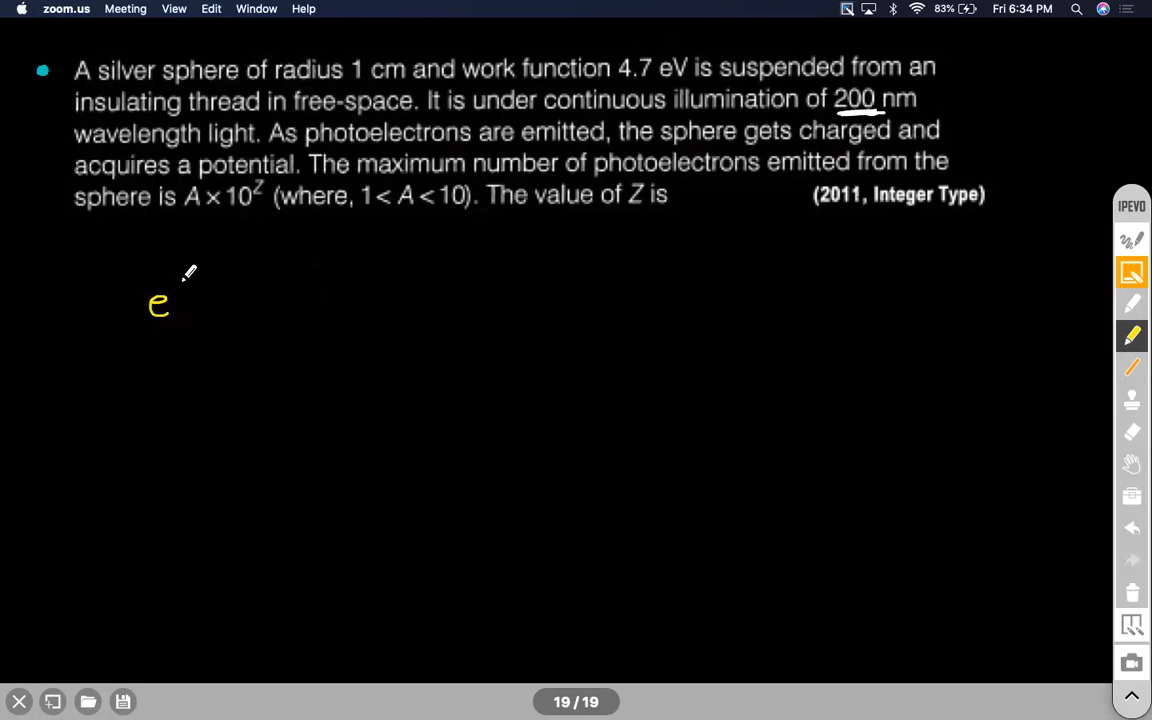 zoom.us Meeting View Edit Window Help 83% Fri 6:34 PM
A silver sphere of radius 1 cm and work function 4.7 eV is suspended from an
insulating thread in free-space. It is under continuous illumination of 200 nm
wavelength light. As photoelectrons are emitted, the sphere gets charged and
acquires a potential. The maximum number of photoelectrons emitted from the
sphere is A × 10^Z (where, 1 < A < 10). The value of Z is (2011, Integer Type)
e
IPEVO
19 / 19